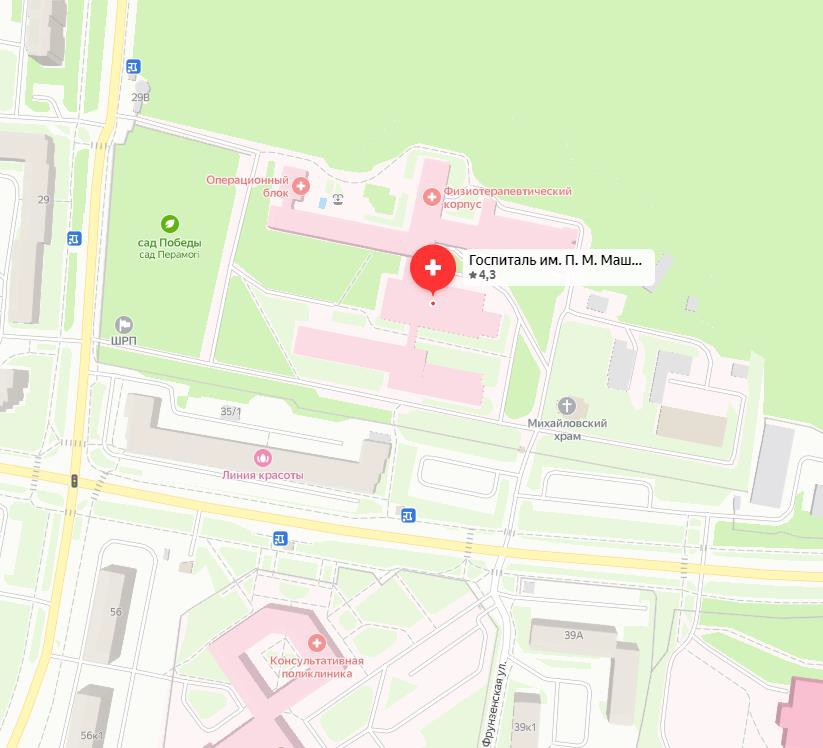 29В
Операционный
блок
Физиотерапевтический
корпус
29
сад Победы
сад Перамогі
Госпиталь им. П. М. Маш...
4,3
ШРП
35/1
Михайловский
храм
Линия красоты
56
39А
Консультативная
поликлиника
Фрунзенская ул.
39к1
56к1